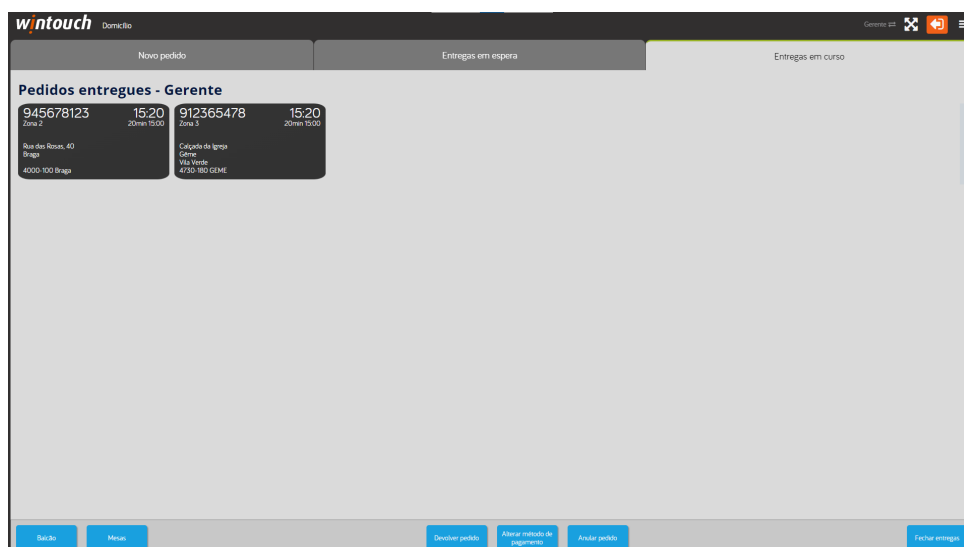 wintouch Domicílio Gerente
Novo pedido Entregas em espera Entregas em curso
Pedidos entregues - Gerente
945678123 15:20
Zona 2 20min 15:00
Rua das Rosas, 40
Braga
4000-100 Braga
912365478 15:20
Zona 3 20min 15:00
Calçada da Igreja
Gême
Vila Verde
4730-180 GEME
Balcão Mesas Devolver pedido Alterar método de
pagamento Anular pedido Fechar entregas